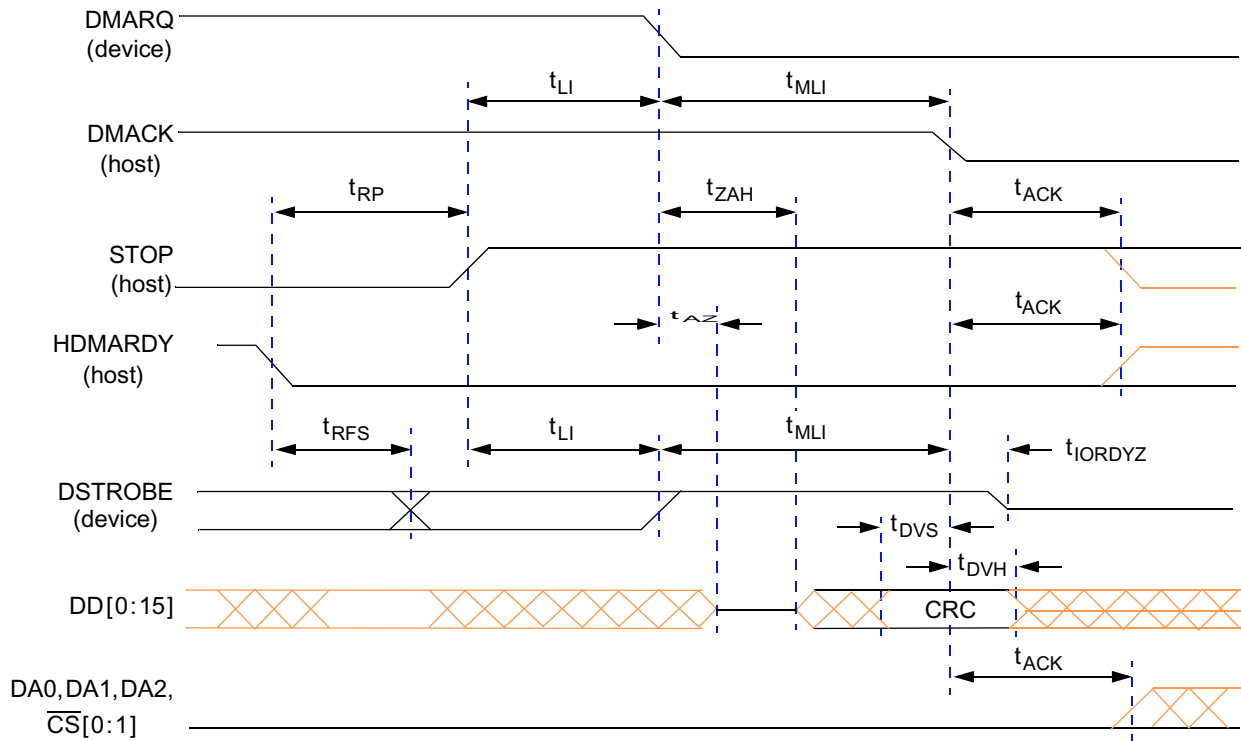 DMARQ
(device)
tLI
tMLI
DMACK
(host)
tRP
tZAH
tACK
STOP
(host)
tAZ
tACK
HDMARDY
(host)
tRFS
tLI
tMLI
tIORDYZ
DSTROBE
(device)
tDVS
tDVH
DD[0:15]
CRC
tACK
DA0,DA1,DA2,
C̅S̅[0:1]